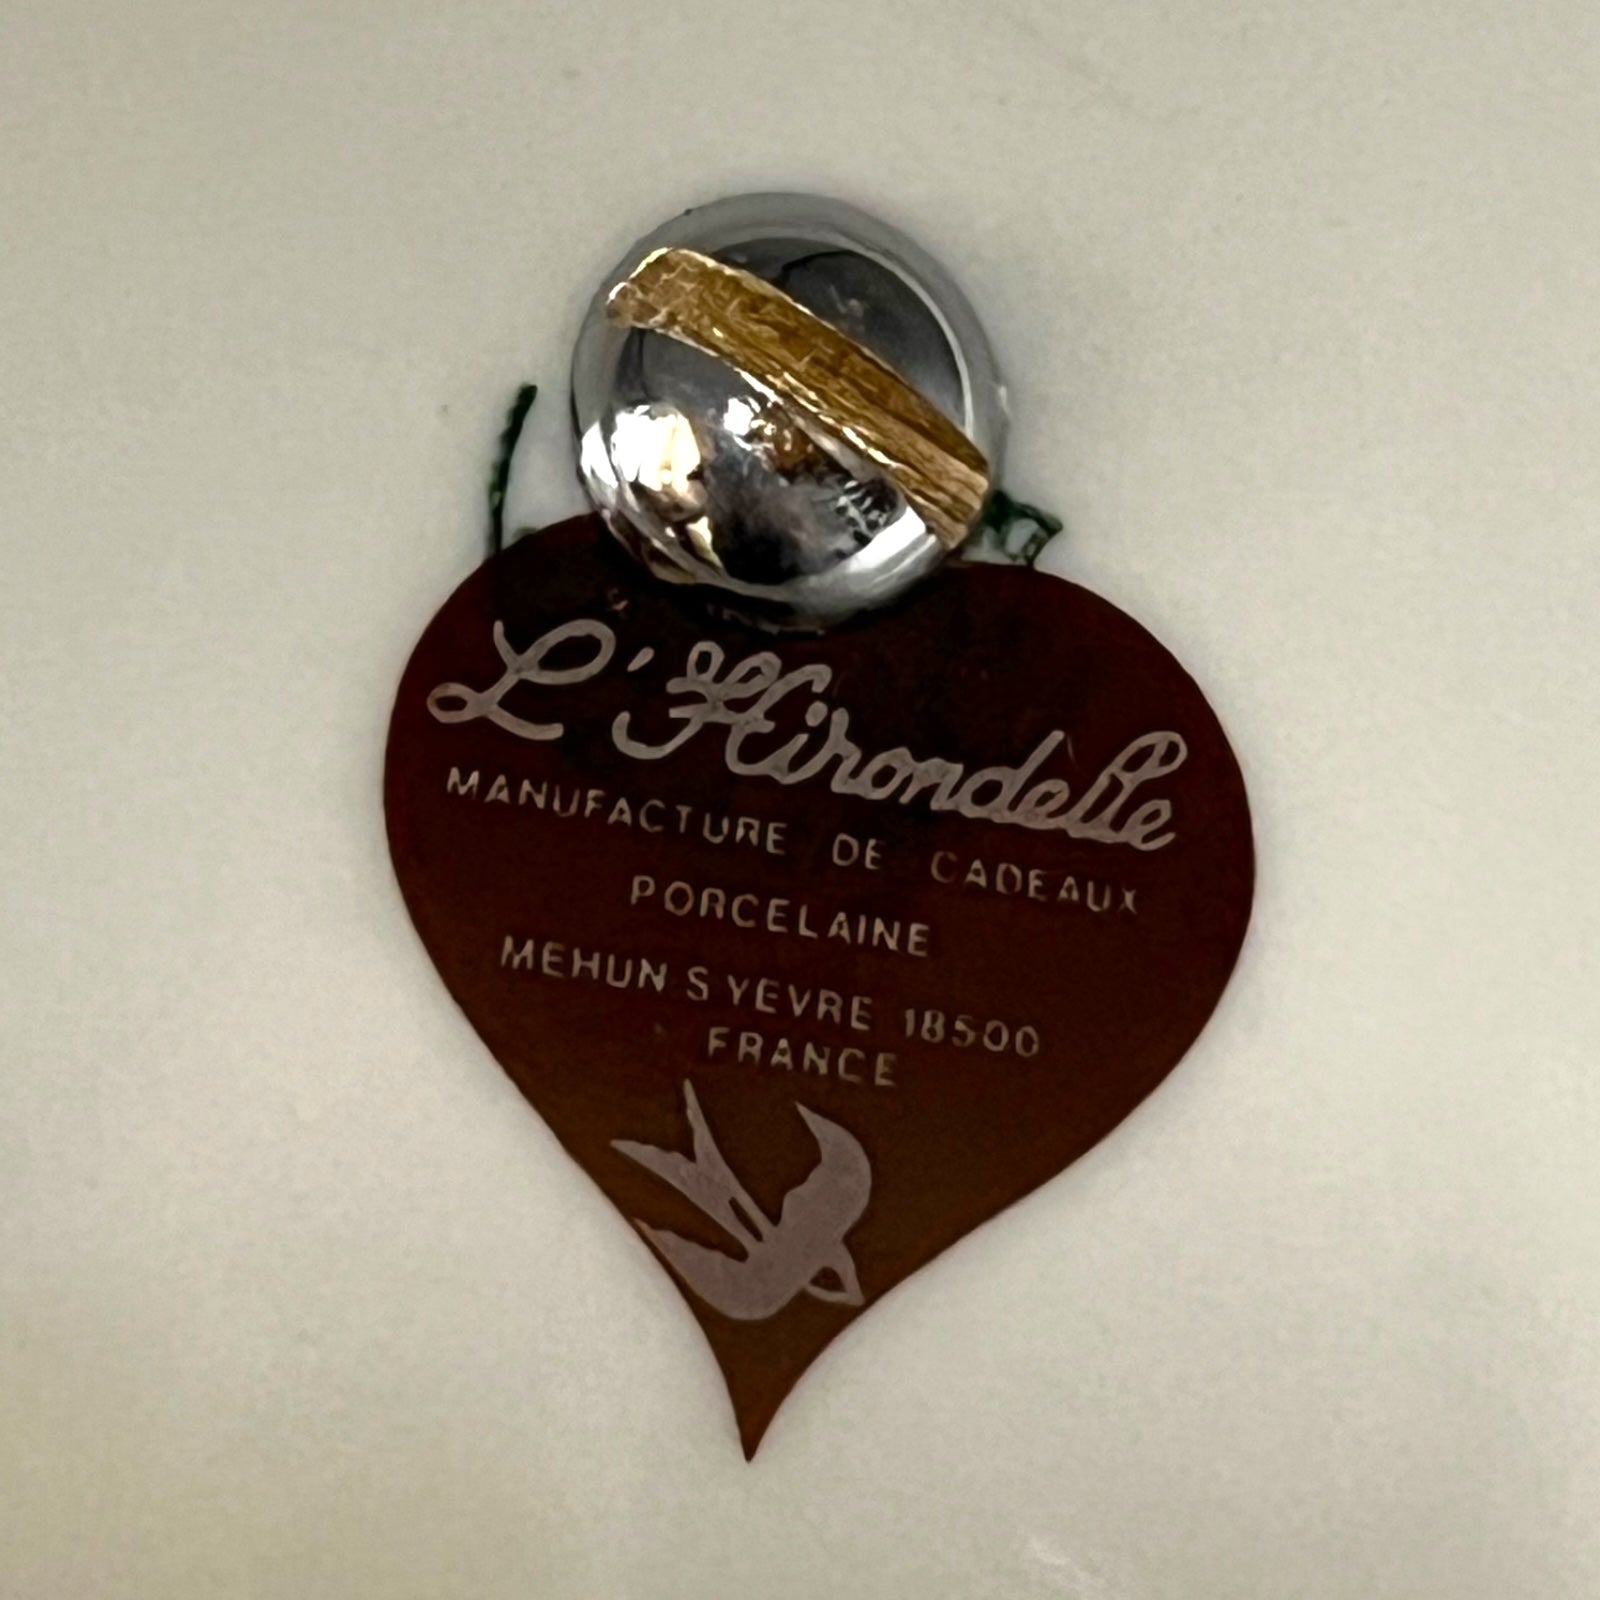 L'Hirondelle
MANUFACTURE DE CADEAUX
PORCELAINE
MEHUN S YEVRE 18500
FRANCE